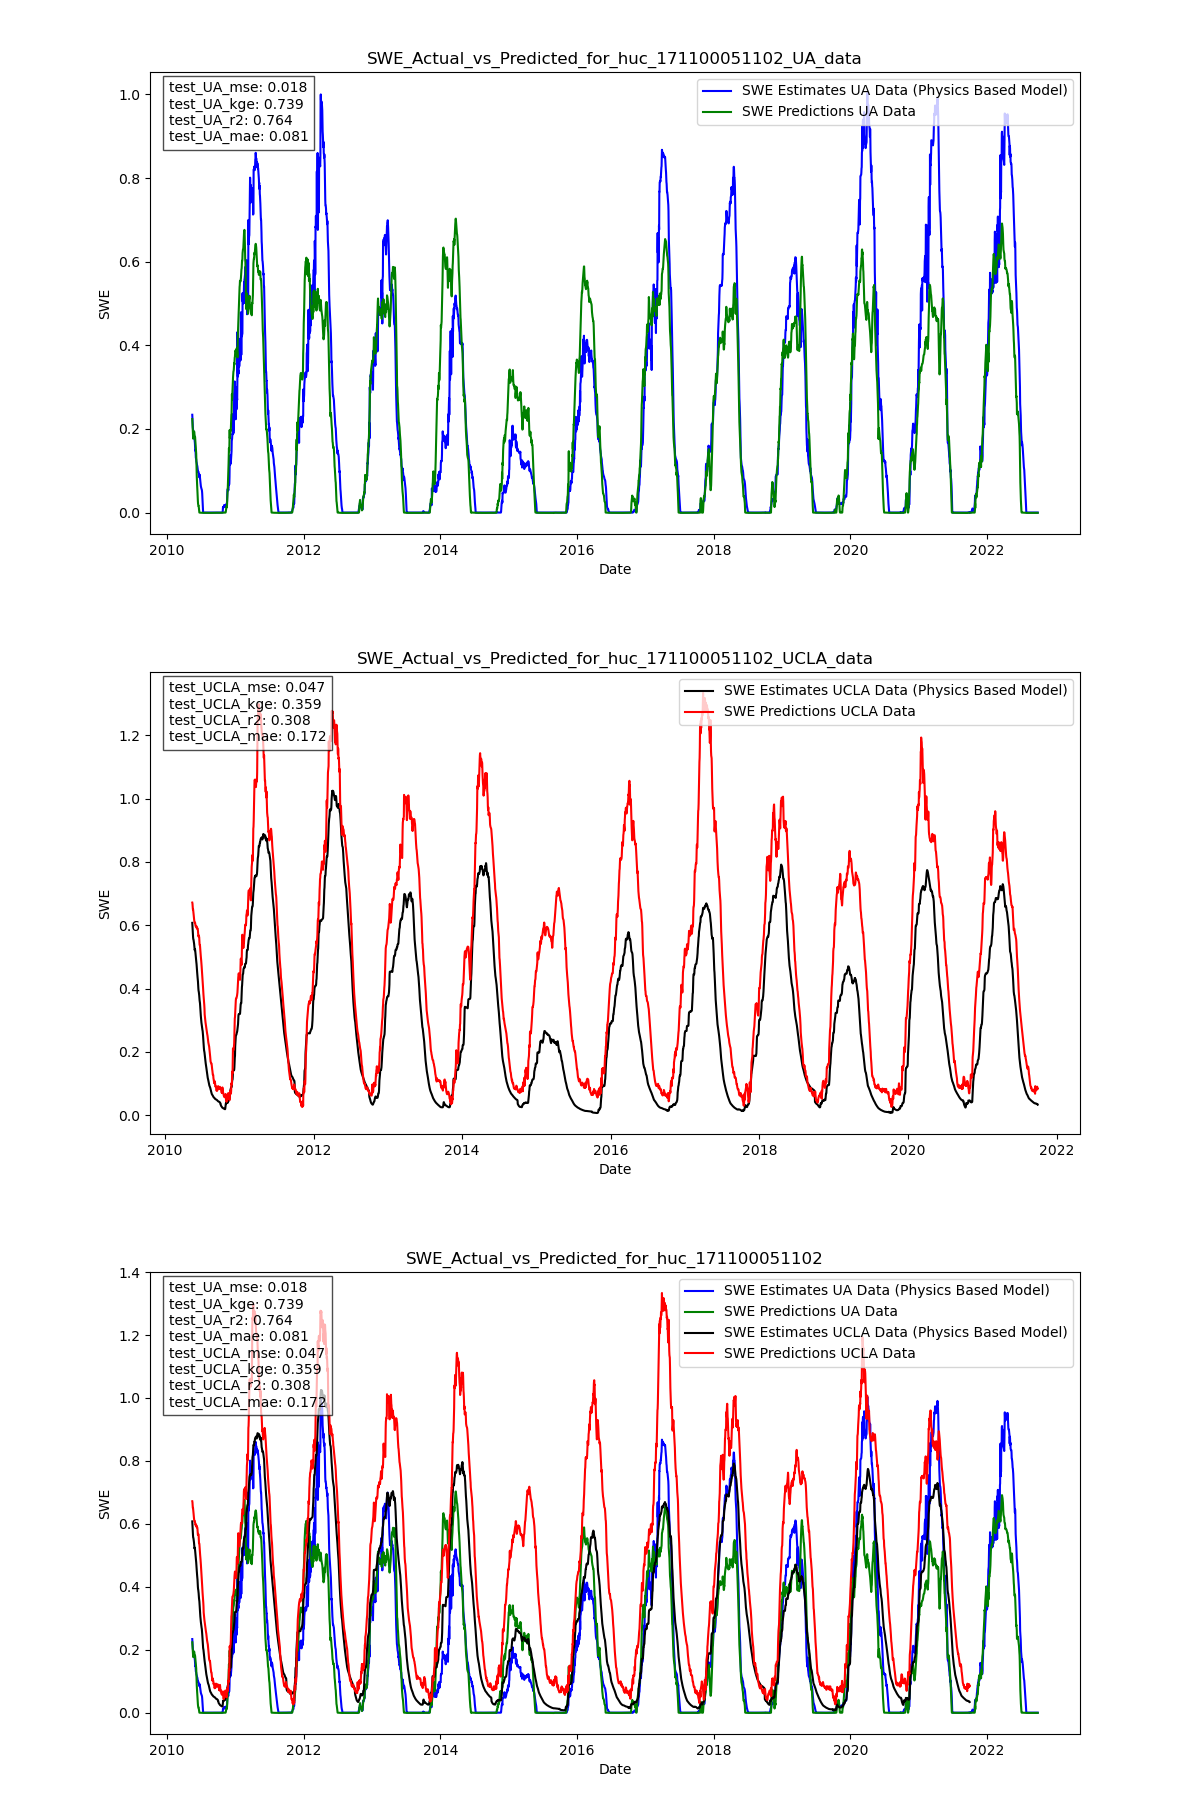 SWE_Actual_vs_Predicted_for_huc_171100051102_UA_data
test_UA_mse: 0.018
test_UA_kge: 0.739
test_UA_r2: 0.764
test_UA_mae: 0.081
SWE Estimates UA Data (Physics Based Model)
SWE Predictions UA Data
1.0
0.8
0.6
0.4
0.2
0.0
SWE
2010 2012 2014 2016 2018 2020 2022
Date
SWE_Actual_vs_Predicted_for_huc_171100051102_UCLA_data
test_UCLA_mse: 0.047
test_UCLA_kge: 0.359
test_UCLA_r2: 0.308
test_UCLA_mae: 0.172
SWE Estimates UCLA Data (Physics Based Model)
SWE Predictions UCLA Data
1.2
1.0
0.8
0.6
0.4
0.2
0.0
SWE
2010 2012 2014 2016 2018 2020 2022
Date
SWE_Actual_vs_Predicted_for_huc_171100051102
test_UA_mse: 0.018
test_UA_kge: 0.739
test_UA_r2: 0.764
test_UA_mae: 0.081
test_UCLA_mse: 0.047
test_UCLA_kge: 0.359
test_UCLA_r2: 0.308
test_UCLA_mae: 0.172
SWE Estimates UA Data (Physics Based Model)
SWE Predictions UA Data
SWE Estimates UCLA Data (Physics Based Model)
SWE Predictions UCLA Data
1.4
1.2
1.0
0.8
0.6
0.4
0.2
0.0
SWE
2010 2012 2014 2016 2018 2020 2022
Date